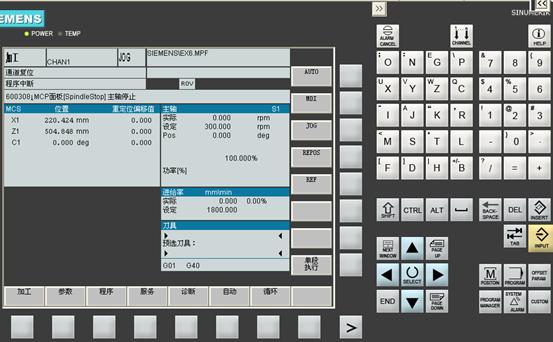 SIEMENS
SINUMERIK
POWER TEMP
加工 CHAN1 JOG SIEMENS\EX6.MPF
通道复位
程序中断 ROV
600308↓MCP面板[SpindleStop] 主轴停止
MCS 位置 重定位偏移值
X1 220.424 mm 0.000
Z1 504.848 mm 0.000
C1 0.000 deg 0.000
主轴 S1
实际 0.000 rpm
设定 300.000 rpm
Pos 0.000 deg
100.000%
功率[%]
进给率 mm\min
实际 0.000 0.00%
设定 1800.000
刀具
预选刀具:
G01 G40
AUTO
MDI
JOG
REPOS
REF
单段
执行
加工 参数 程序 服务 诊断 自动 循环
>
>> <<
ALARM
CANCEL
1...n
CHANNEL
i
HELP
: O ; N E G ^ P & 7 ~ 8 ( 9
U X V Y W Z , C $ 4 % 5 " 6
" I A J K ' R ! 1 @ 2 # 3
< M S T L - ) 0 > .
[ F ] D { H +/- B ? / = +
SHIFT CTRL ALT BACK-
SPACE DEL INSERT
TAB INPUT
NEXT
WINDOW
PAGE
UP
SELECT
END
PAGE
DOWN
M
POSITION
PROGRAM
OFFSET
PARAM
PROGRAM
MANAGER
SYSTEM
ALARM
CUSTOM